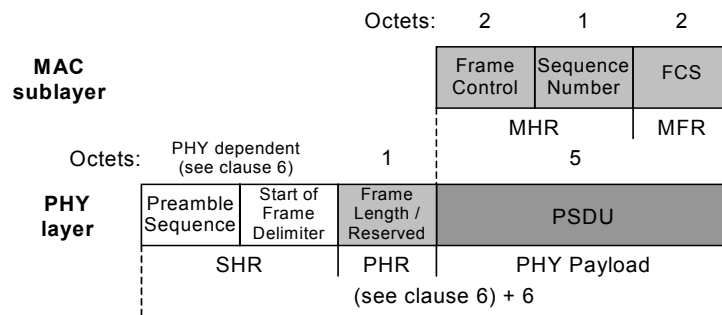 Octets: 2 1 2
MAC sublayer
Frame Control
Sequence Number
FCS
MHR MFR
Octets: PHY dependent (see clause 6) 1 5
PHY layer
Preamble Sequence
Start of Frame Delimiter
Frame Length / Reserved
PSDU
SHR PHR PHY Payload
(see clause 6) + 6